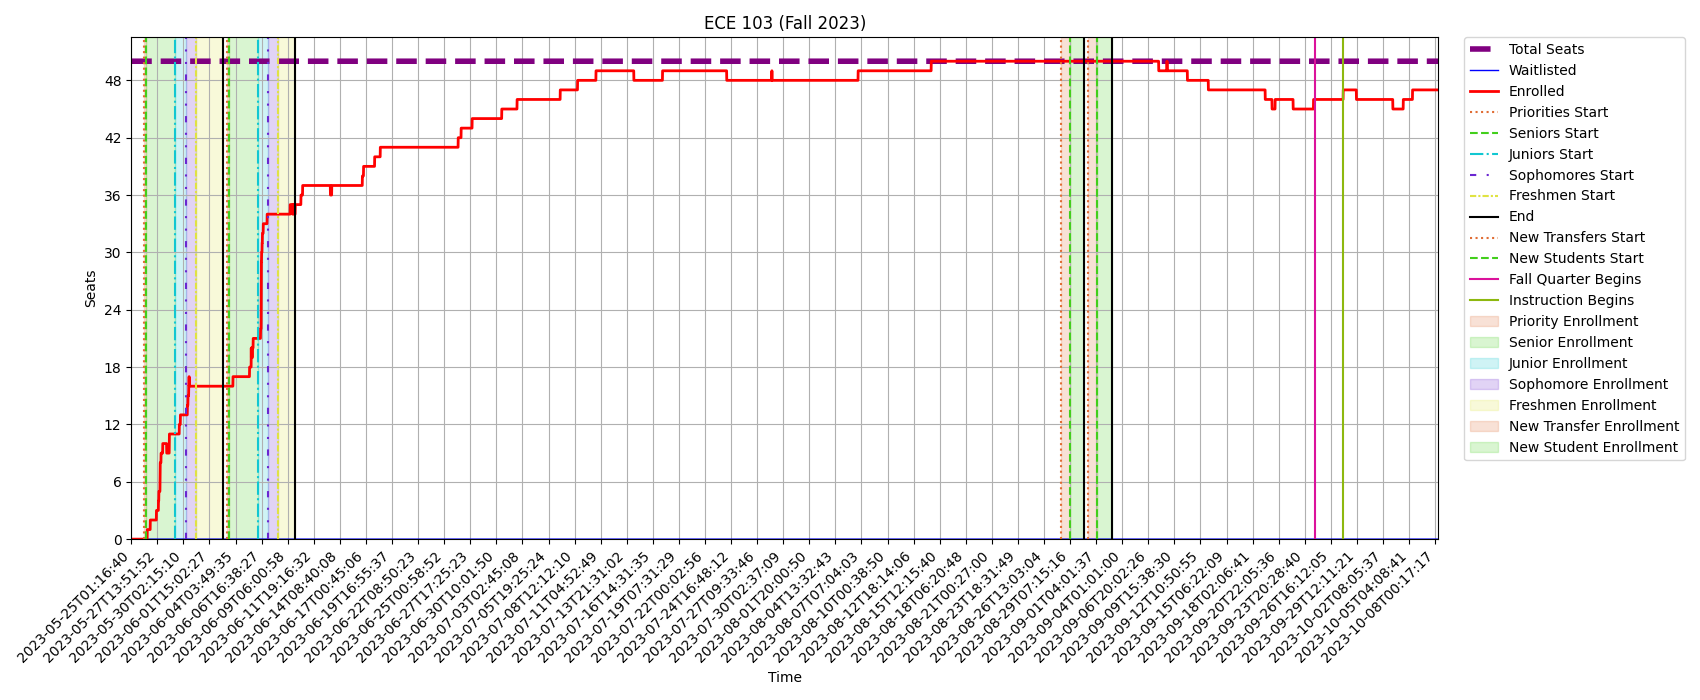 ECE 103 (Fall 2023)
Seats
48
42
36
30
24
18
12
6
0
2023-05-25T01:16:40
2023-05-27T13:51:52
2023-05-30T02:15:10
2023-06-01T15:02:27
2023-06-04T03:49:35
2023-06-06T16:38:27
2023-06-09T06:00:58
2023-06-11T19:16:32
2023-06-14T08:40:08
2023-06-17T00:45:06
2023-06-19T16:55:37
2023-06-22T08:50:23
2023-06-25T00:58:52
2023-06-27T17:25:23
2023-06-30T10:01:50
2023-07-03T02:45:08
2023-07-05T19:25:24
2023-07-08T12:12:10
2023-07-11T04:52:49
2023-07-13T21:31:02
2023-07-16T14:31:35
2023-07-19T07:31:29
2023-07-22T00:02:56
2023-07-24T16:48:12
2023-07-27T09:33:46
2023-07-30T02:37:09
2023-08-01T20:00:50
2023-08-04T13:32:43
2023-08-07T07:04:03
2023-08-10T00:38:50
2023-08-12T18:14:06
2023-08-15T12:15:40
2023-08-18T06:20:48
2023-08-21T00:27:00
2023-08-23T18:31:49
2023-08-26T13:03:04
2023-08-29T07:15:16
2023-09-01T04:01:37
2023-09-04T01:01:00
2023-09-06T20:02:26
2023-09-09T15:38:30
2023-09-12T10:50:55
2023-09-15T06:22:09
2023-09-18T02:06:41
2023-09-20T22:05:36
2023-09-23T20:28:40
2023-09-26T16:12:05
2023-09-29T12:11:21
2023-10-02T08:05:37
2023-10-05T04:08:41
2023-10-08T00:17:17
Time
Total Seats
Waitlisted
Enrolled
Priorities Start
Seniors Start
Juniors Start
Sophomores Start
Freshmen Start
End
New Transfers Start
New Students Start
Fall Quarter Begins
Instruction Begins
Priority Enrollment
Senior Enrollment
Junior Enrollment
Sophomore Enrollment
Freshmen Enrollment
New Transfer Enrollment
New Student Enrollment